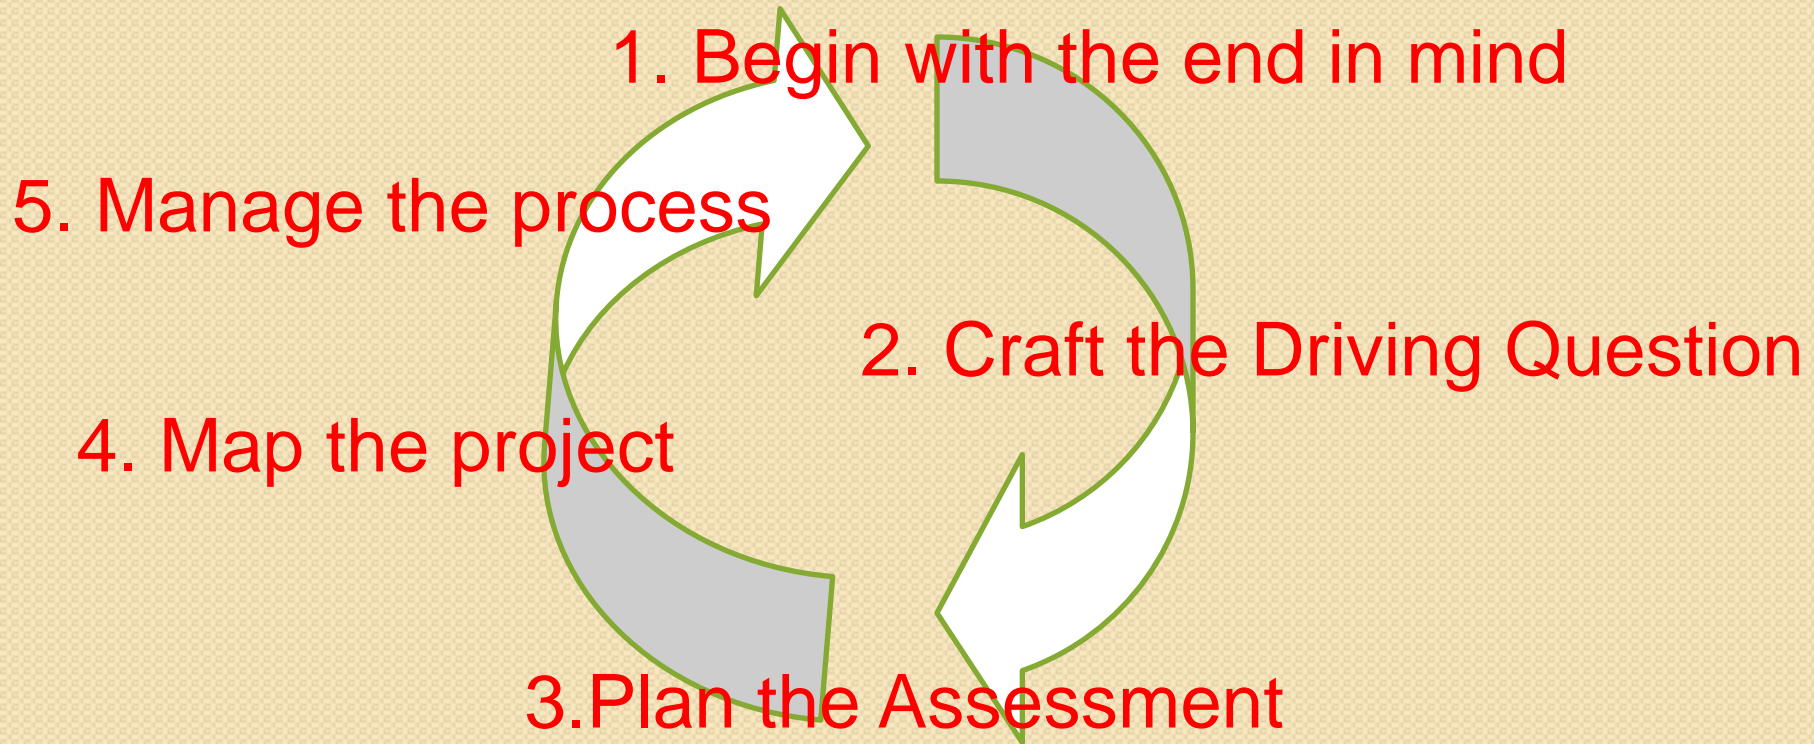 1. Begin with the end in mind
2. Craft the Driving Question
3.Plan the Assessment
4. Map the project
5. Manage the process